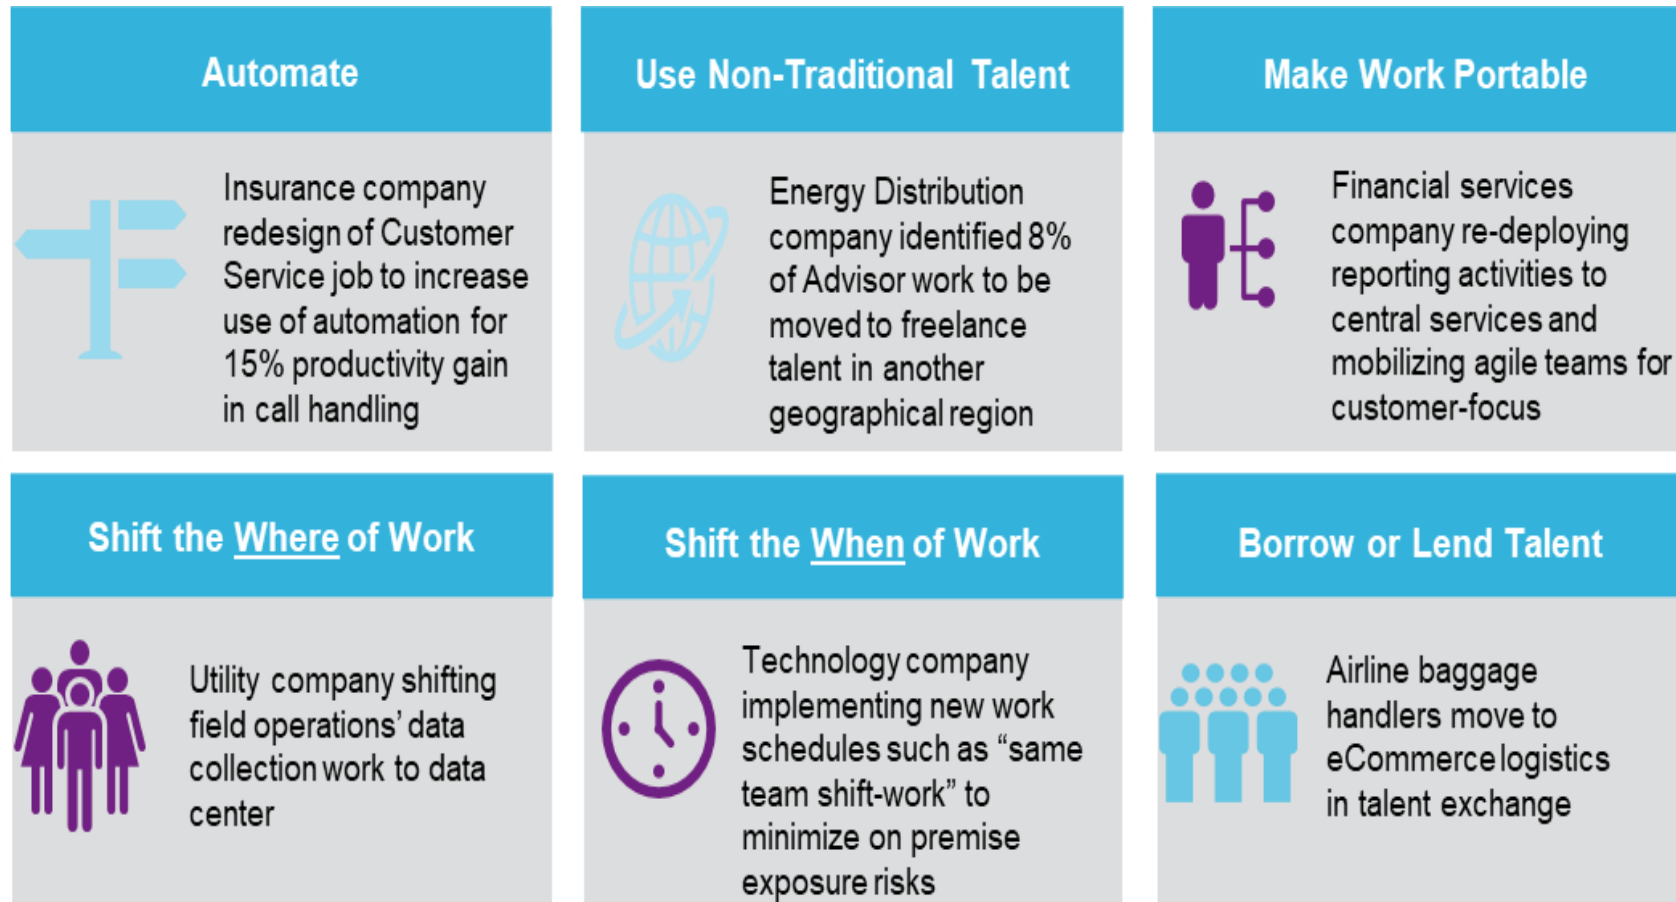 Automate
Insurance company
redesign of Customer
Service job to increase
use of automation for
15% productivity gain
in call handling
Use Non-Traditional Talent
Energy Distribution
company identified 8%
of Advisor work to be
moved to freelance
talent in another
geographical region
Make Work Portable
Financial services
company re-deploying
reporting activities to
central services and
mobilizing agile teams for
customer-focus
Shift the Where of Work
Utility company shifting
field operations’ data
collection work to data
center
Shift the When of Work
Technology company
implementing new work
schedules such as “same
team shift-work” to
minimize on premise
exposure risks
Borrow or Lend Talent
Airline baggage
handlers move to
eCommerce logistics
in talent exchange